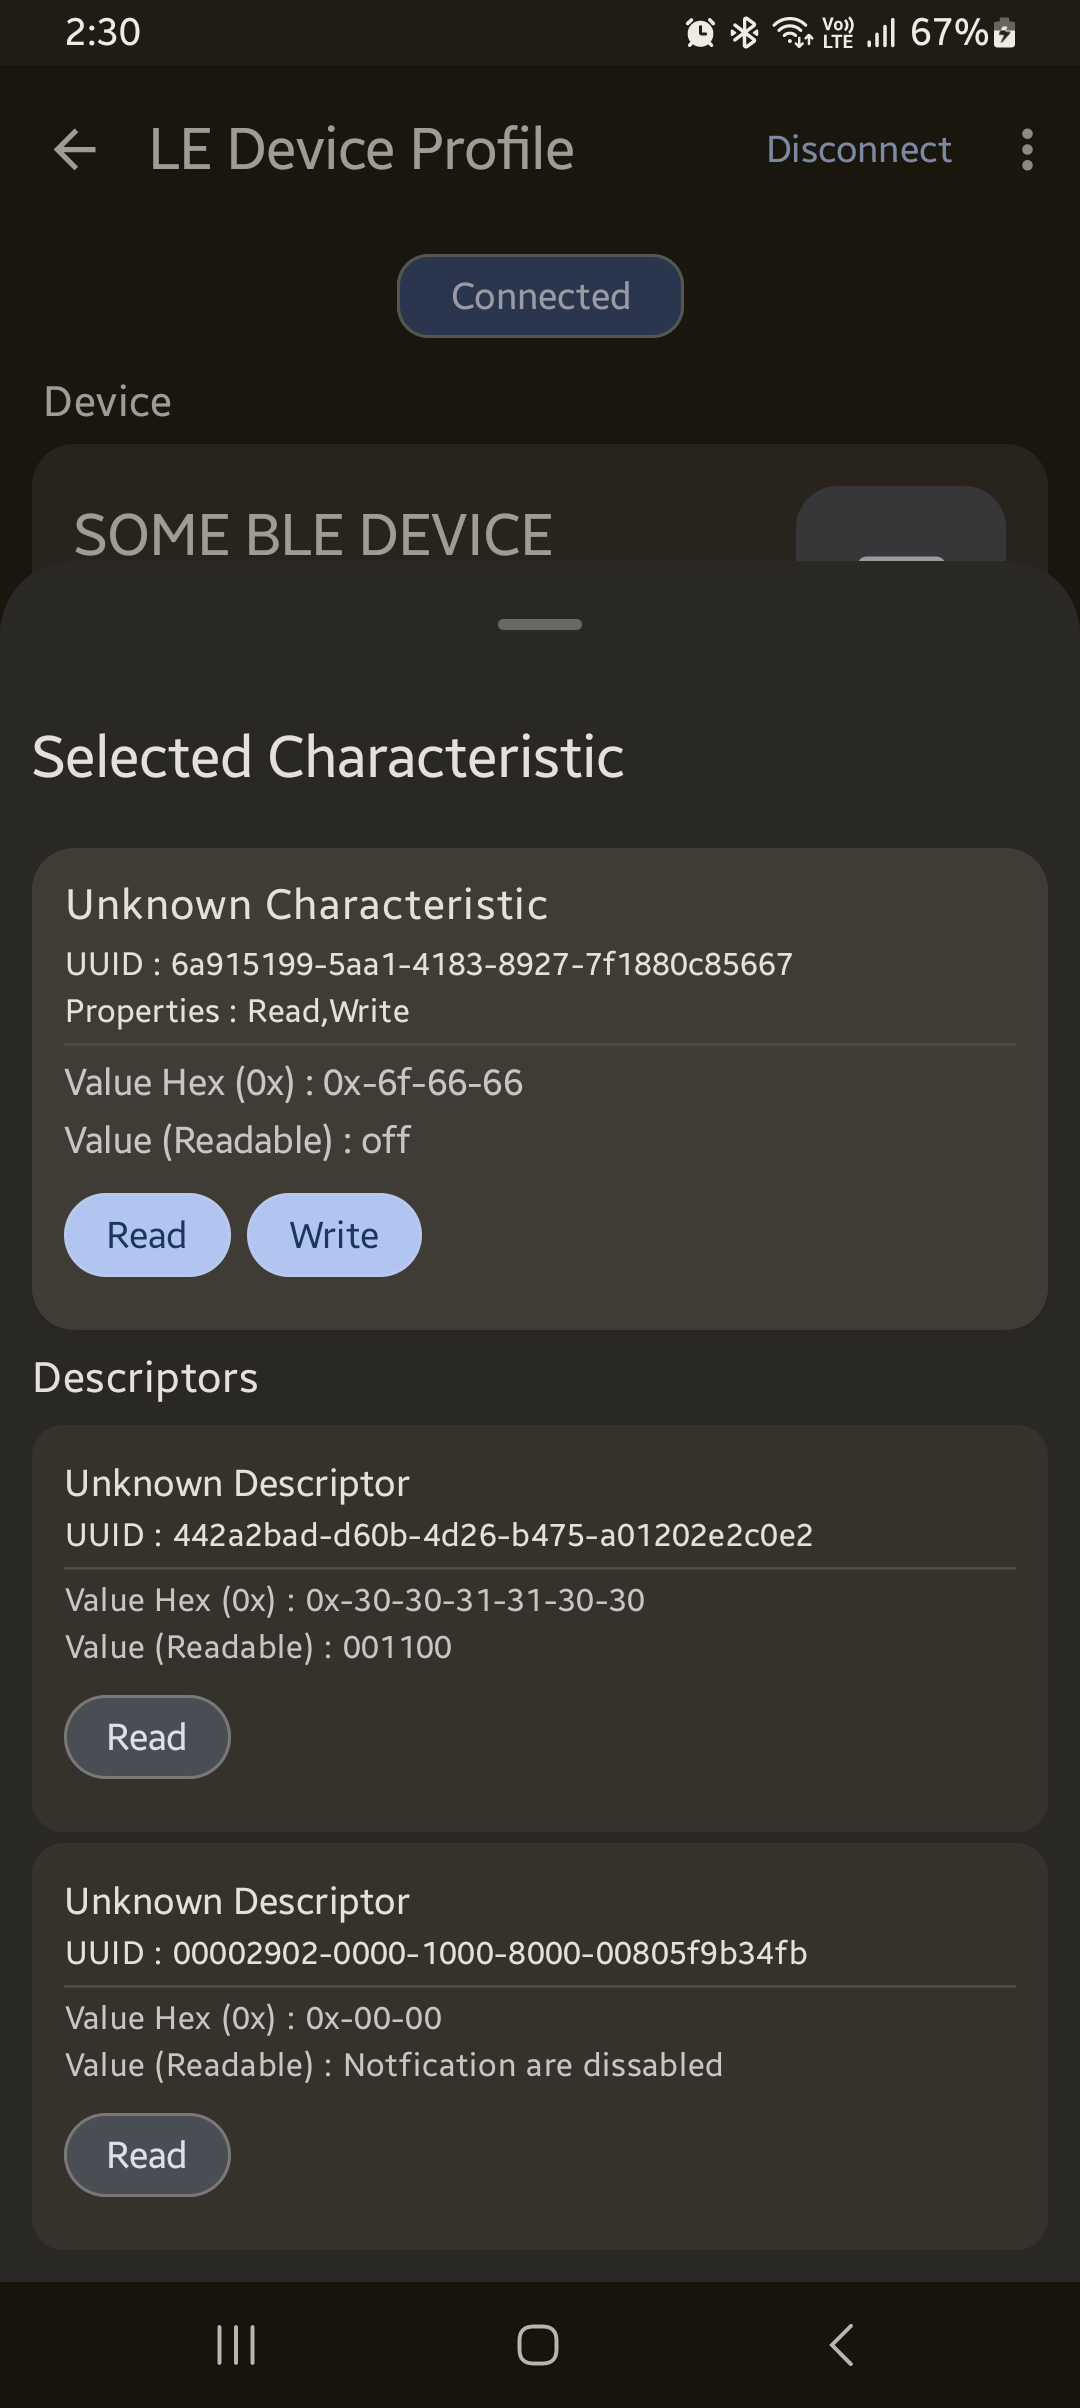 2:30
Vo)) LTE 67%
LE Device Profile Disconnect
Connected
Device
SOME BLE DEVICE
Selected Characteristic
Unknown Characteristic
UUID : 6a915199-5aa1-4183-8927-7f1880c85667
Properties : Read,Write
Value Hex (0x) : 0x-6f-66-66
Value (Readable) : off
Read Write
Descriptors
Unknown Descriptor
UUID : 442a2bad-d60b-4d26-b475-a01202e2c0e2
Value Hex (0x) : 0x-30-30-31-31-30-30
Value (Readable) : 001100
Read
Unknown Descriptor
UUID : 00002902-0000-1000-8000-00805f9b34fb
Value Hex (0x) : 0x-00-00
Value (Readable) : Notfication are dissabled
Read